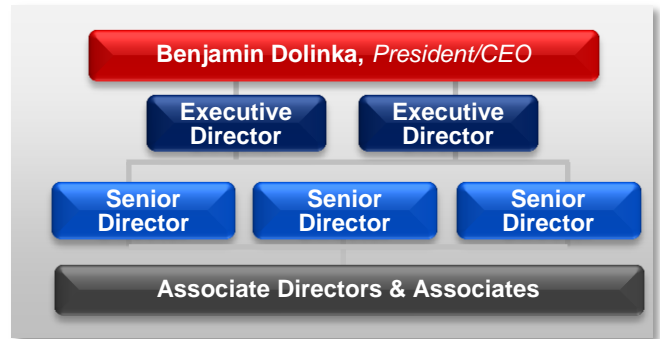 Benjamin Dolinka, President/CEO
Executive
Director
Executive
Director
Senior
Director
Senior
Director
Senior
Director
Associate Directors & Associates